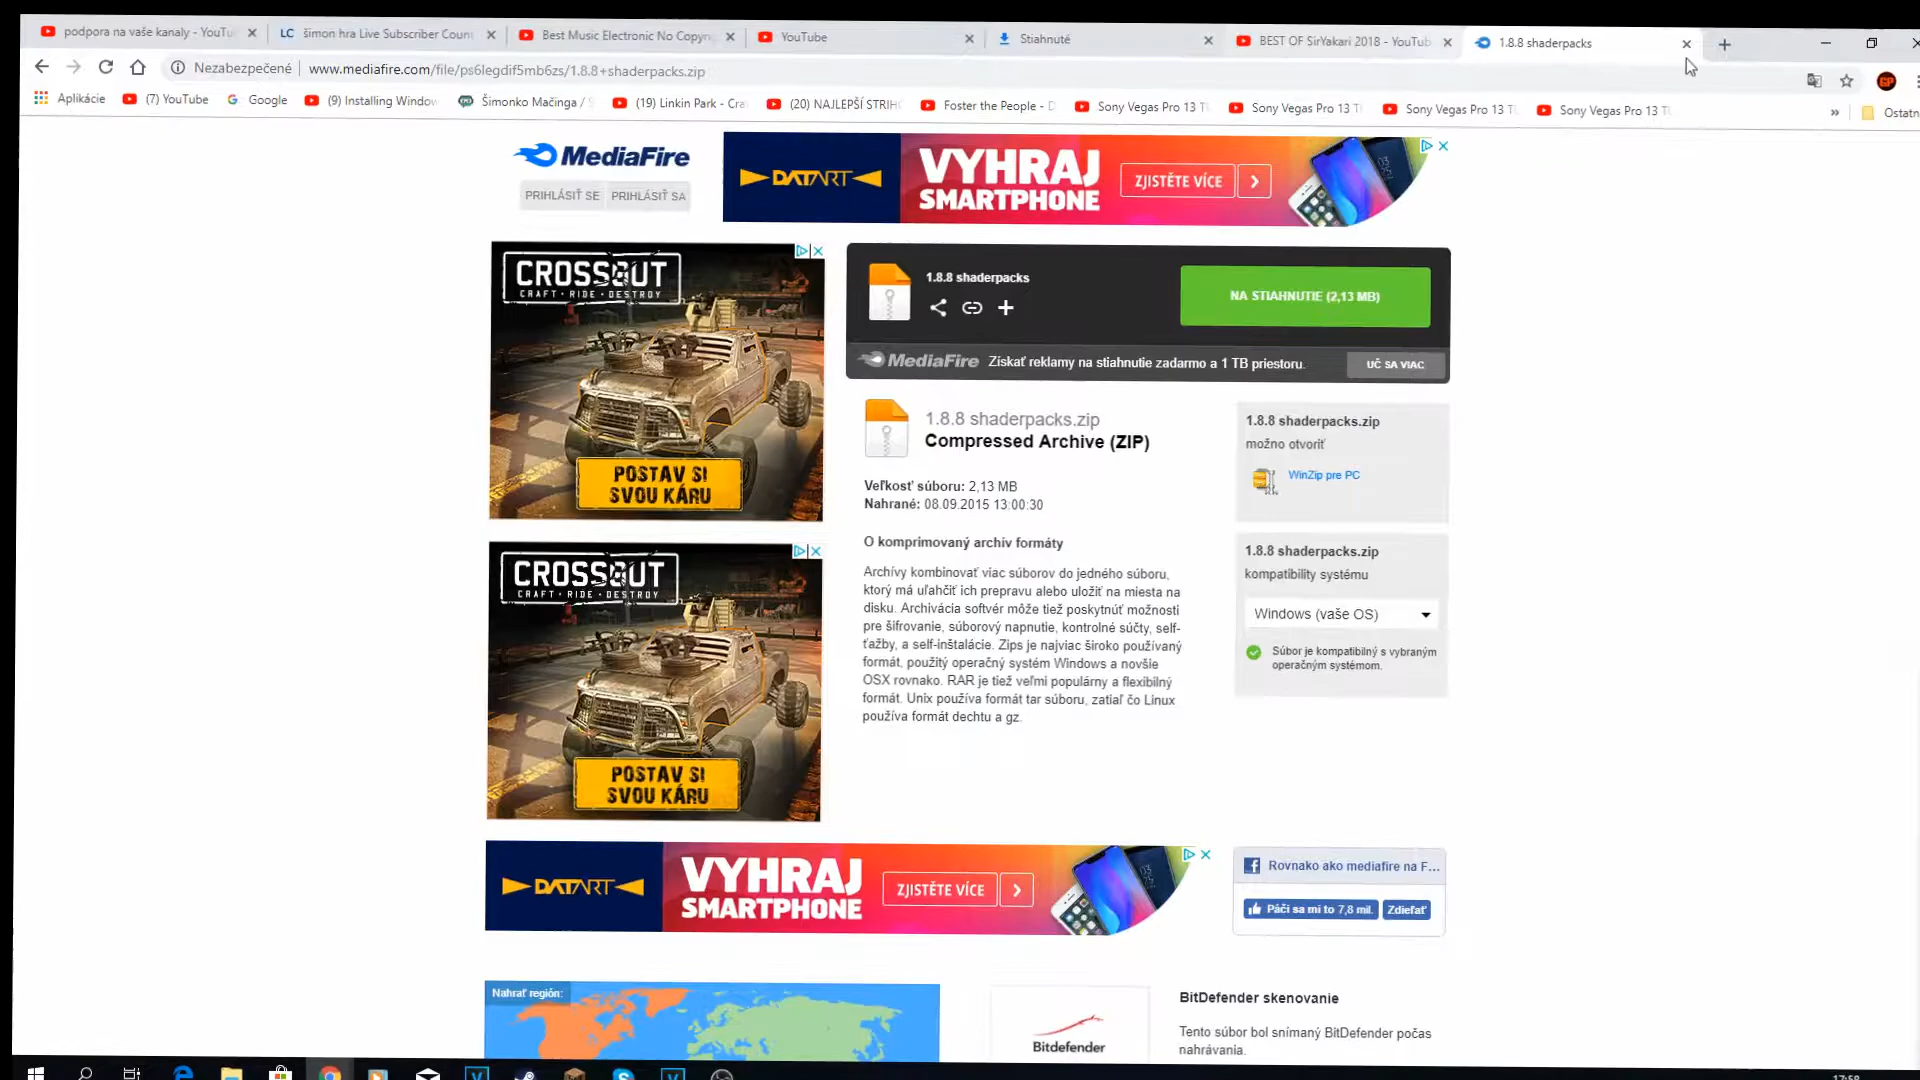 podpora na vaše kanaly - YouTu
LC šimon hra Live Subscriber Coun
Best Music Electronic No Copyrig
YouTube
Stiahnuté
BEST OF SirYakari 2018 - YouTub
1.8.8 shaderpacks
Nezabezpečené
www.mediafire.com/file/ps6legdif5mb6zs/1.8.8+shaderpacks.zip
GP
Aplikácie
(7) YouTube
Google
(9) Installing Window
Šimonko Mačinga / S
(19) Linkin Park - Cra
(20) NAJLEPŠÍ STRIH
Foster the People -
Sony Vegas Pro 13 T
Sony Vegas Pro 13 T
Sony Vegas Pro 13 T
Sony Vegas Pro 13 T
»
Ostatn
MediaFire
PRIHLÁSIŤ SE PRIHLÁSIŤ SA
DATART
VYHRAJ
SMARTPHONE
ZJISTĚTE VÍCE
CROSSOUT
CRAFT • RIDE • DESTROY
POSTAV SI
SVOU KÁRU
1.8.8 shaderpacks
NA STIAHNUTIE (2,13 MB)
MediaFire Získať reklamy na stiahnutie zadarmo a 1 TB priestoru.
UČ SA VIAC
1.8.8 shaderpacks.zip
Compressed Archive (ZIP)
Veľkosť súboru: 2,13 MB
Nahrané: 08.09.2015 13:00:30
O komprimovaný archív formáty
Archívy kombinovať viac súborov do jedného súboru,
ktorý má uľahčiť ich prepravu alebo uložiť na miesta na
disku. Archivácia softvér môže tiež poskytnúť možnosti
pre šifrovanie, súborový napnutie, kontrolné súčty, self-
ťažby, a self-inštalácie. Zips je najviac široko používaný
formát, použitý operačný systém Windows a novšie
OSX rovnako. RAR je tiež veľmi populárny a flexibilný
formát. Unix používa formát tar súboru, zatiaľ čo Linux
používa formát dechtu a gz.
1.8.8 shaderpacks.zip
možno otvoriť
WinZip pre PC
1.8.8 shaderpacks.zip
kompatibility systému
Windows (vaše OS)
Súbor je kompatibilný s vybraným
operačným systémom.
CROSSOUT
CRAFT • RIDE • DESTROY
POSTAV SI
SVOU KÁRU
DATART
VYHRAJ
SMARTPHONE
ZJISTĚTE VÍCE
Rovnako ako mediafire na F...
Páči sa mi to 7,8 mil.
Zdieľať
Nahrať región:
Bitdefender
BitDefender skenovanie
Tento súbor bol snímaný BitDefender počas
nahrávania.
17:58